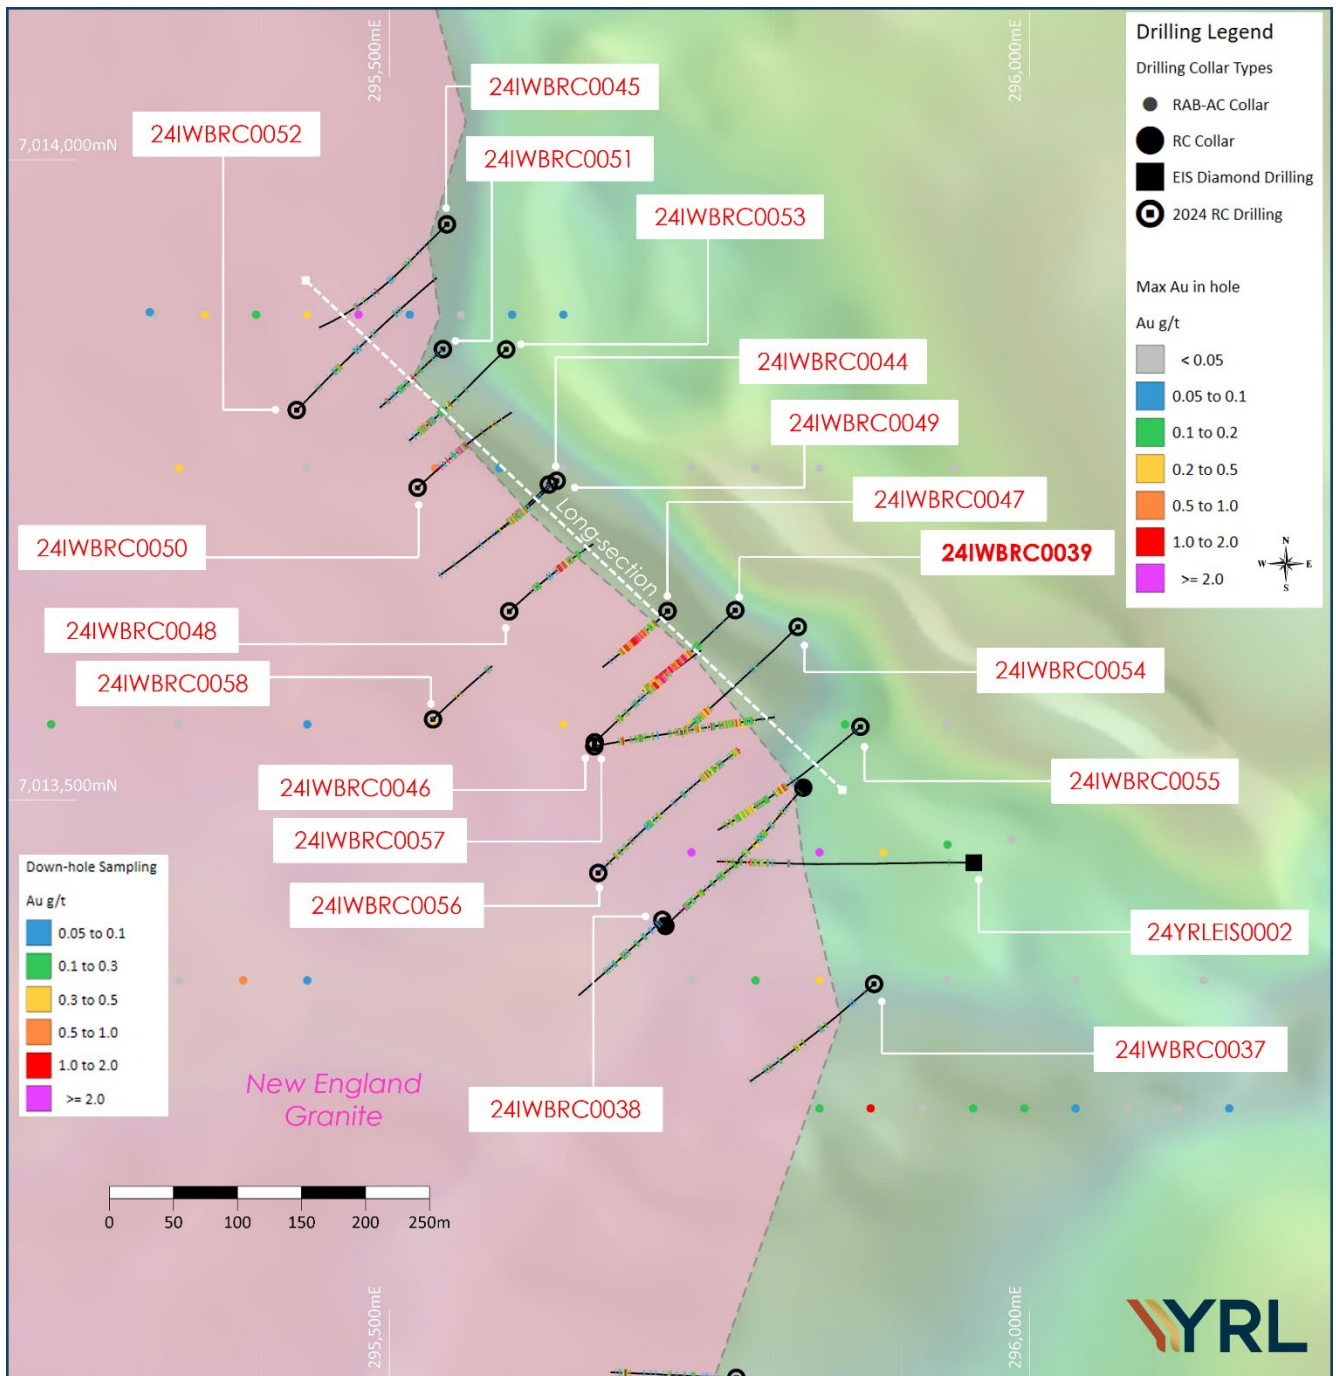 295,500mE
296,000mE
Drilling Legend
Drilling Collar Types
RAB-AC Collar
RC Collar
EIS Diamond Drilling
2024 RC Drilling
Max Au in hole
Au g/t
< 0.05
0.05 to 0.1
0.1 to 0.2
0.2 to 0.5
0.5 to 1.0
1.0 to 2.0
>= 2.0
N
W
E
S
7,014,000mN
24IWBRC0045
24IWBRC0052
24IWBRC0051
24IWBRC0053
24IWBRC0044
24IWBRC0049
24IWBRC0047
24IWBRC0050
24IWBRC0039
Long-section
24IWBRC0048
24IWBRC0058
24IWBRC0054
24IWBRC0046
24IWBRC0055
7,013,500mN
24IWBRC0057
24IWBRC0056
24YRLEIS0002
24IWBRC0037
24IWBRC0038
Down-hole Sampling
Au g/t
0.05 to 0.1
0.1 to 0.3
0.3 to 0.5
0.5 to 1.0
1.0 to 2.0
>= 2.0
New England
Granite
0 50 100 150 200 250m
295,500mE
296,000mE
YRL